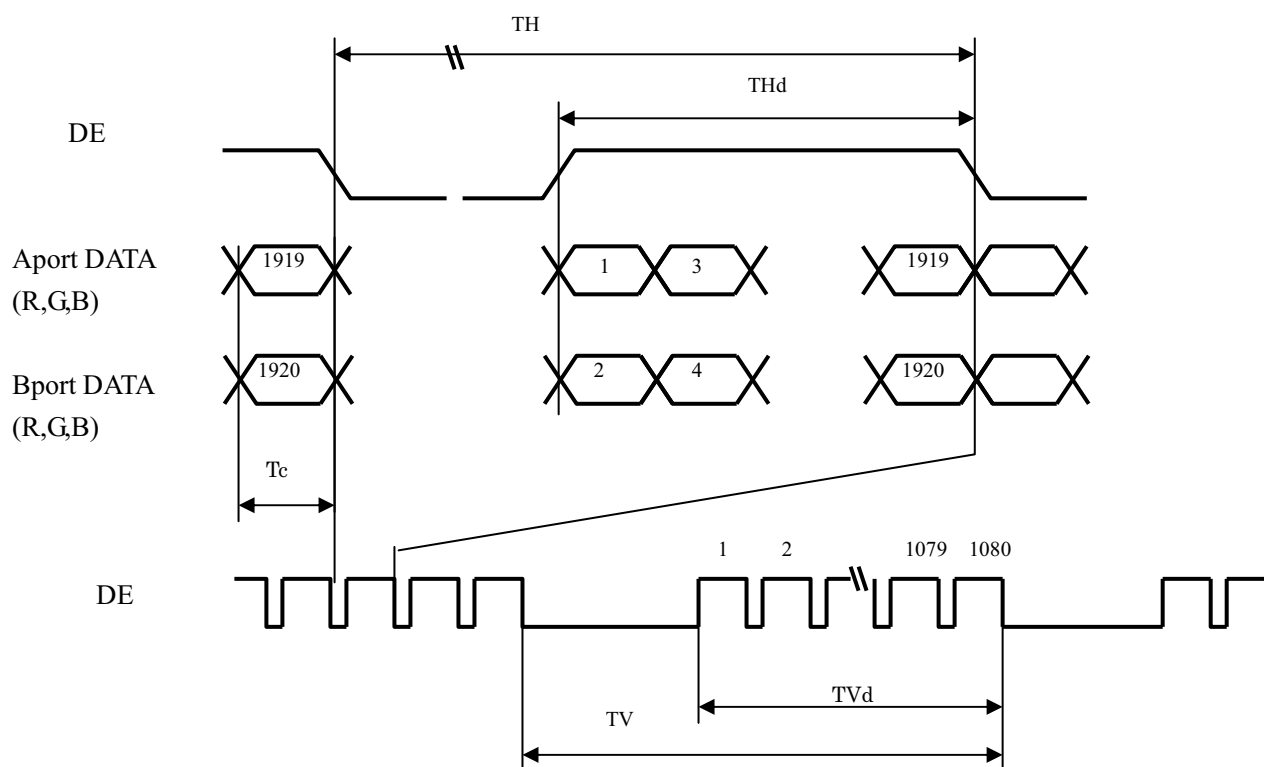 TH
THd
DE
Aport DATA
(R,G,B)
1919
1
3
1919
Bport DATA
(R,G,B)
1920
2
4
1920
Tc
1
2
1079
1080
DE
TVd
TV